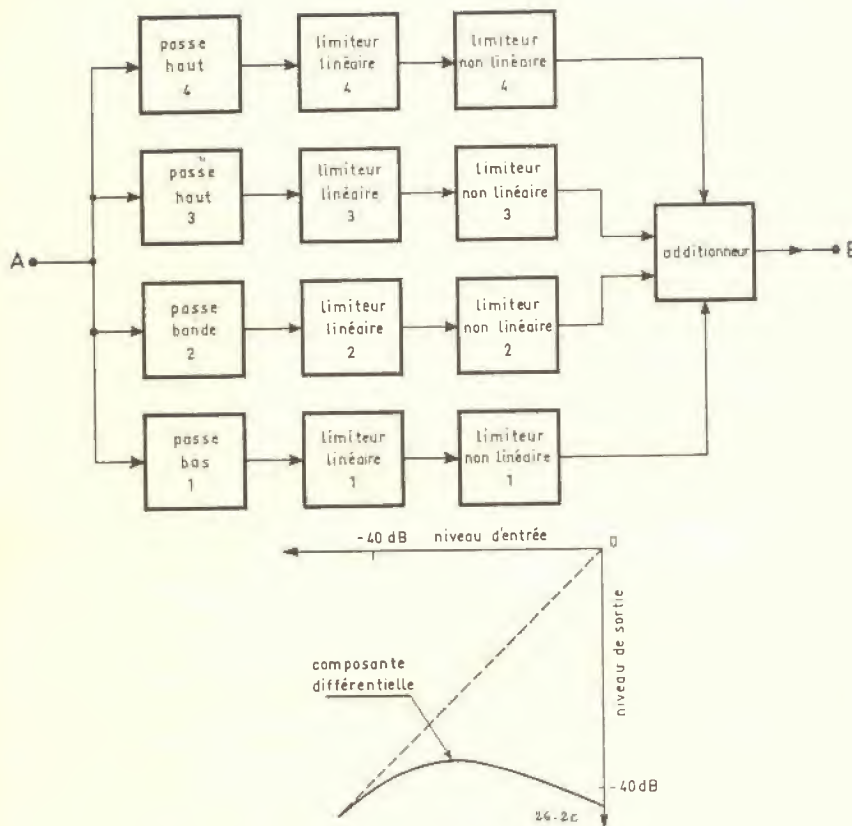 passe
haut
4
limiteur
linéaire
4
limiteur
non linéaire
4
passe
haut
3
limiteur
linéaire
3
limiteur
non linéaire
3
A
additionneur
B
passe
bande
2
limiteur
linéaire
2
limiteur
non linéaire
2
passe
bas
1
limiteur
linéaire
1
limiteur
non linéaire
1
-40 dB niveau d'entrée 0
niveau de sortie
composante
différentielle
-40dB
26-2c